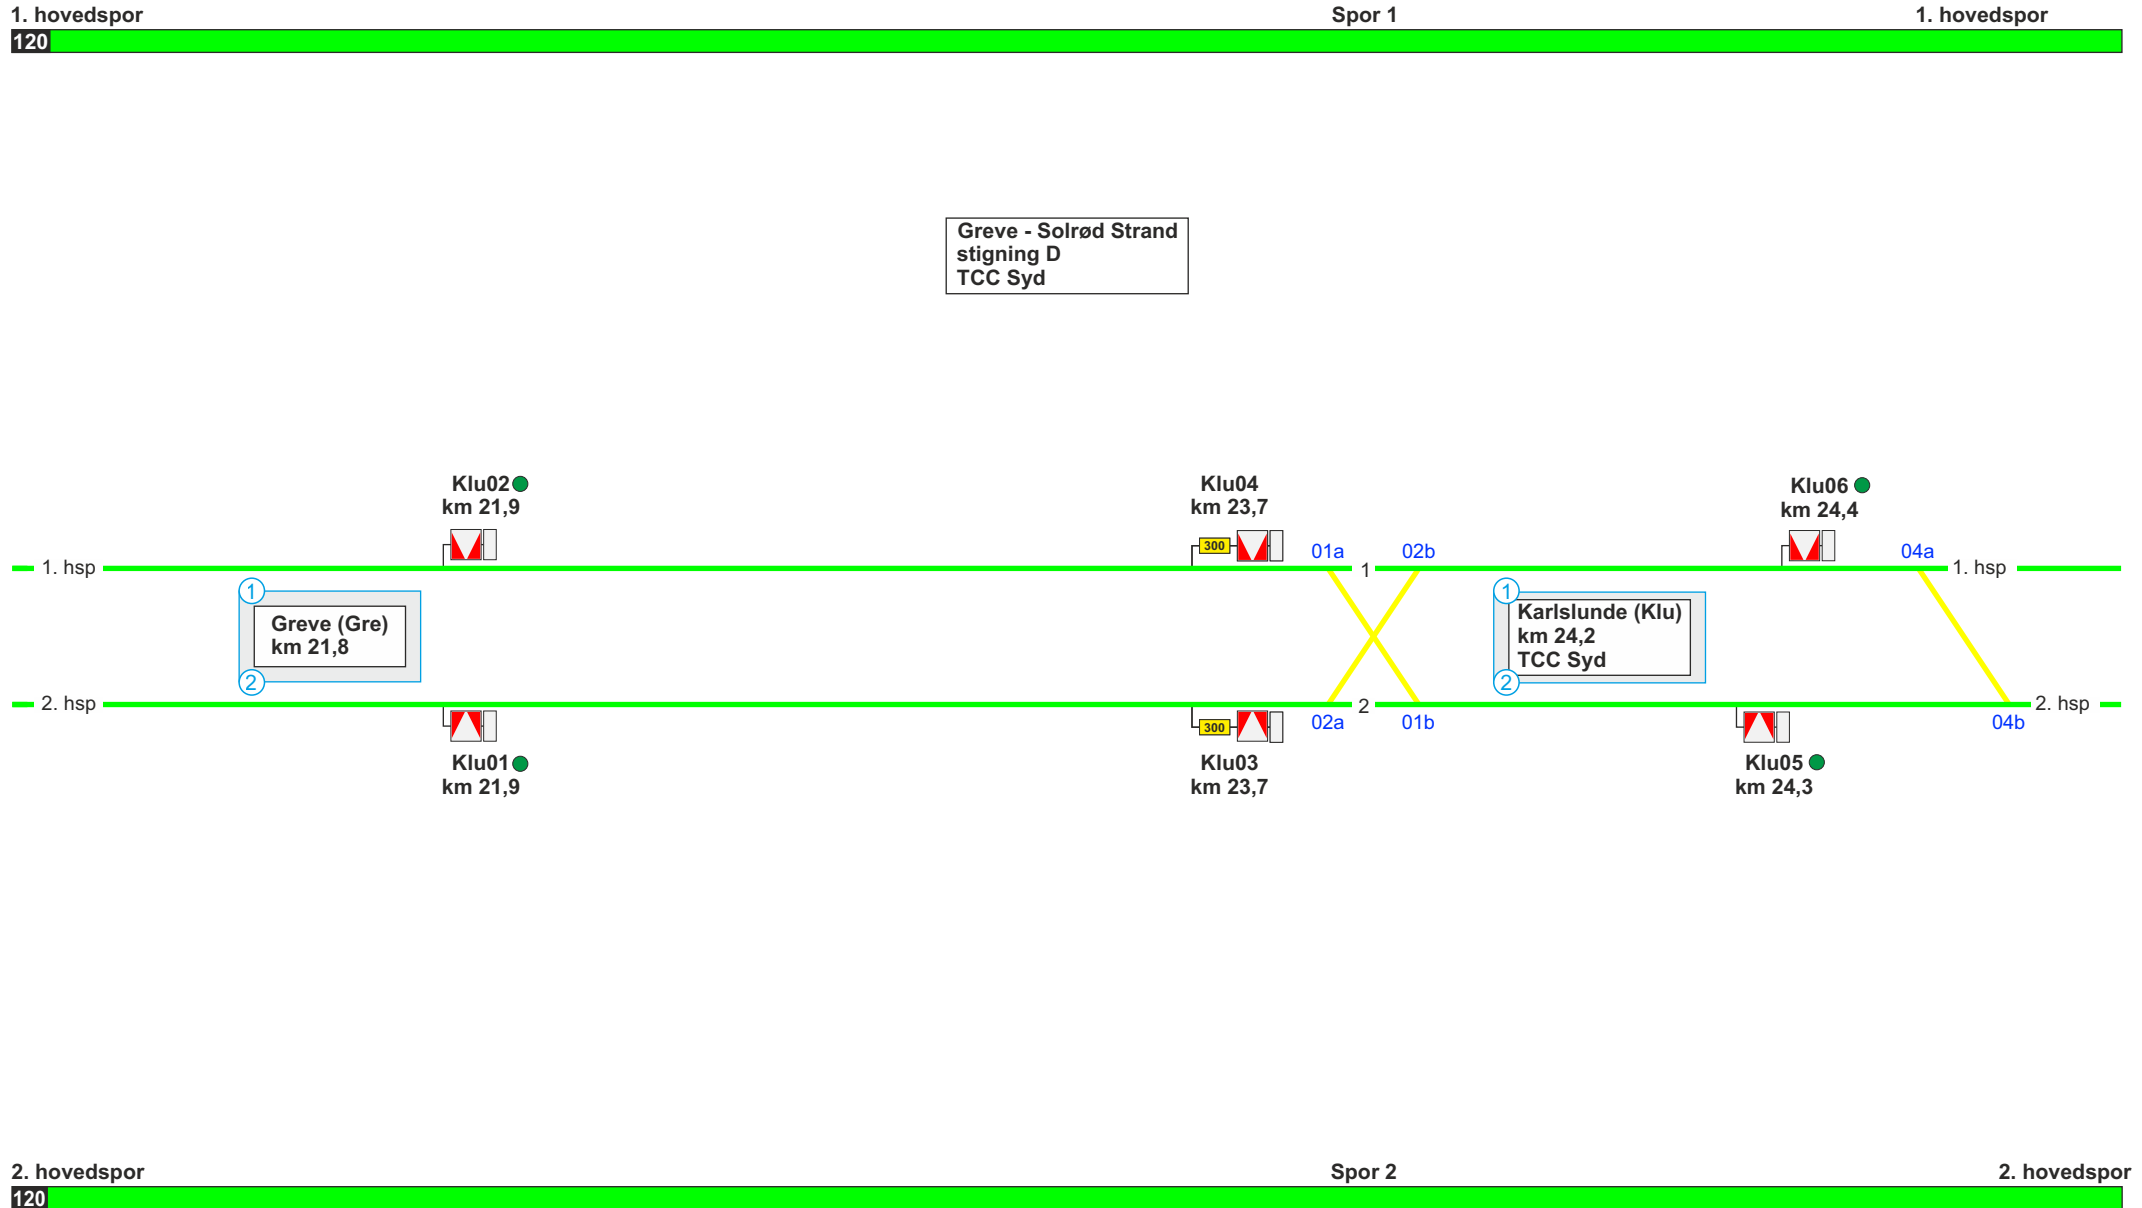 1. hovedspor Spor 1 1. hovedspor
120
Greve - Solrød Strand
stigning D
TCC Syd
Klu02 Klu04 Klu06
km 21,9 km 23,7 km 24,4
300 01a 02b 04a
1. hsp 1 1. hsp
1 1
Greve (Gre)
km 21,8
2
Karlslunde (Klu)
km 24,2
TCC Syd
2
2. hsp 2 2. hsp
300 02a 01b 04b
Klu01 Klu03 Klu05
km 21,9 km 23,7 km 24,3
2. hovedspor Spor 2 2. hovedspor
120